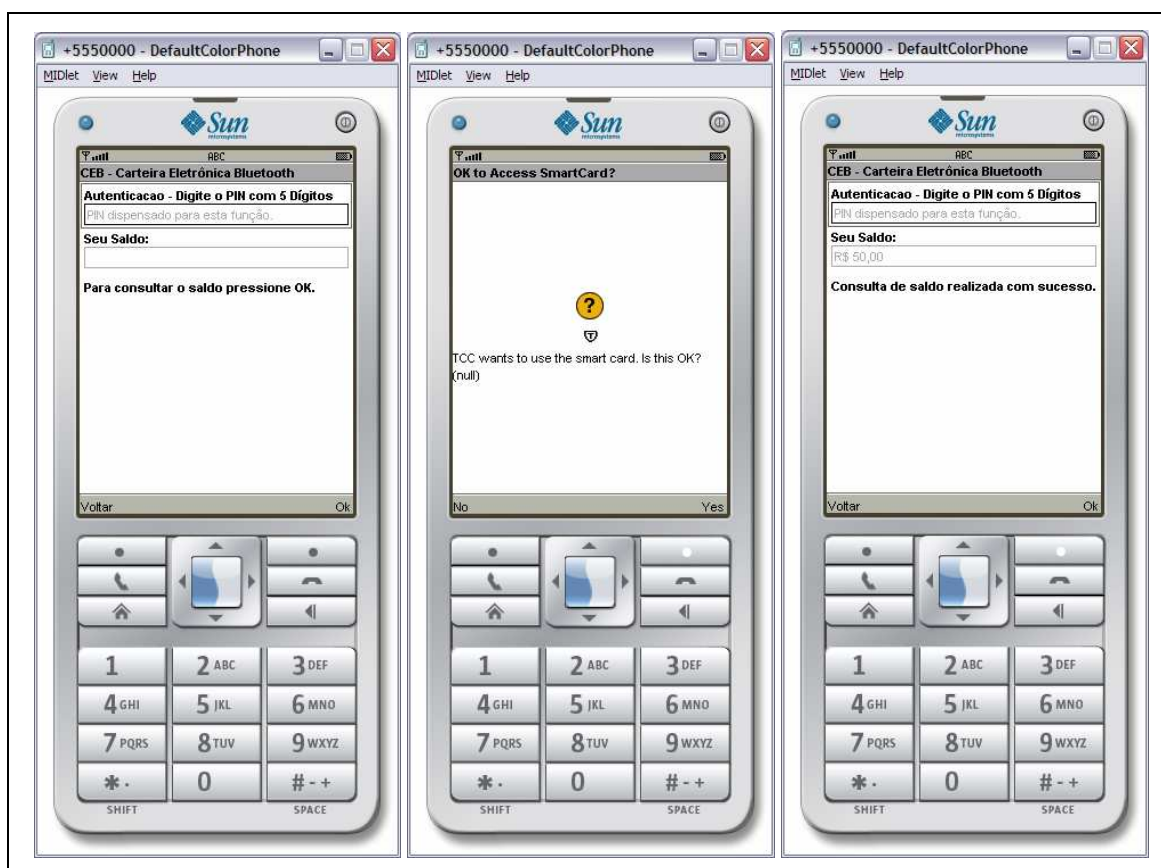 +5550000 - DefaultColorPhone
MIDlet View Help
Sun
microsystems
ABC
CEB - Carteira Eletrônica Bluetooth
Autenticacao - Digite o PIN com 5 Dígitos
PIN dispensado para esta função.
Seu Saldo:
Para consultar o saldo pressione OK.
Voltar Ok
1 2 ABC 3 DEF
4 GHI 5 JKL 6 MNO
7 PQRS 8 TUV 9 WXYZ
* . 0 # - +
SHIFT SPACE
+5550000 - DefaultColorPhone
MIDlet View Help
Sun
microsystems
OK to Access SmartCard?
?
T
TCC wants to use the smart card. Is this OK?
(null)
No Yes
1 2 ABC 3 DEF
4 GHI 5 JKL 6 MNO
7 PQRS 8 TUV 9 WXYZ
* . 0 # - +
SHIFT SPACE
+5550000 - DefaultColorPhone
MIDlet View Help
Sun
microsystems
ABC
CEB - Carteira Eletrônica Bluetooth
Autenticacao - Digite o PIN com 5 Dígitos
PIN dispensado para esta função.
Seu Saldo:
R$ 50,00
Consulta de saldo realizada com sucesso.
Voltar Ok
1 2 ABC 3 DEF
4 GHI 5 JKL 6 MNO
7 PQRS 8 TUV 9 WXYZ
* . 0 # - +
SHIFT SPACE